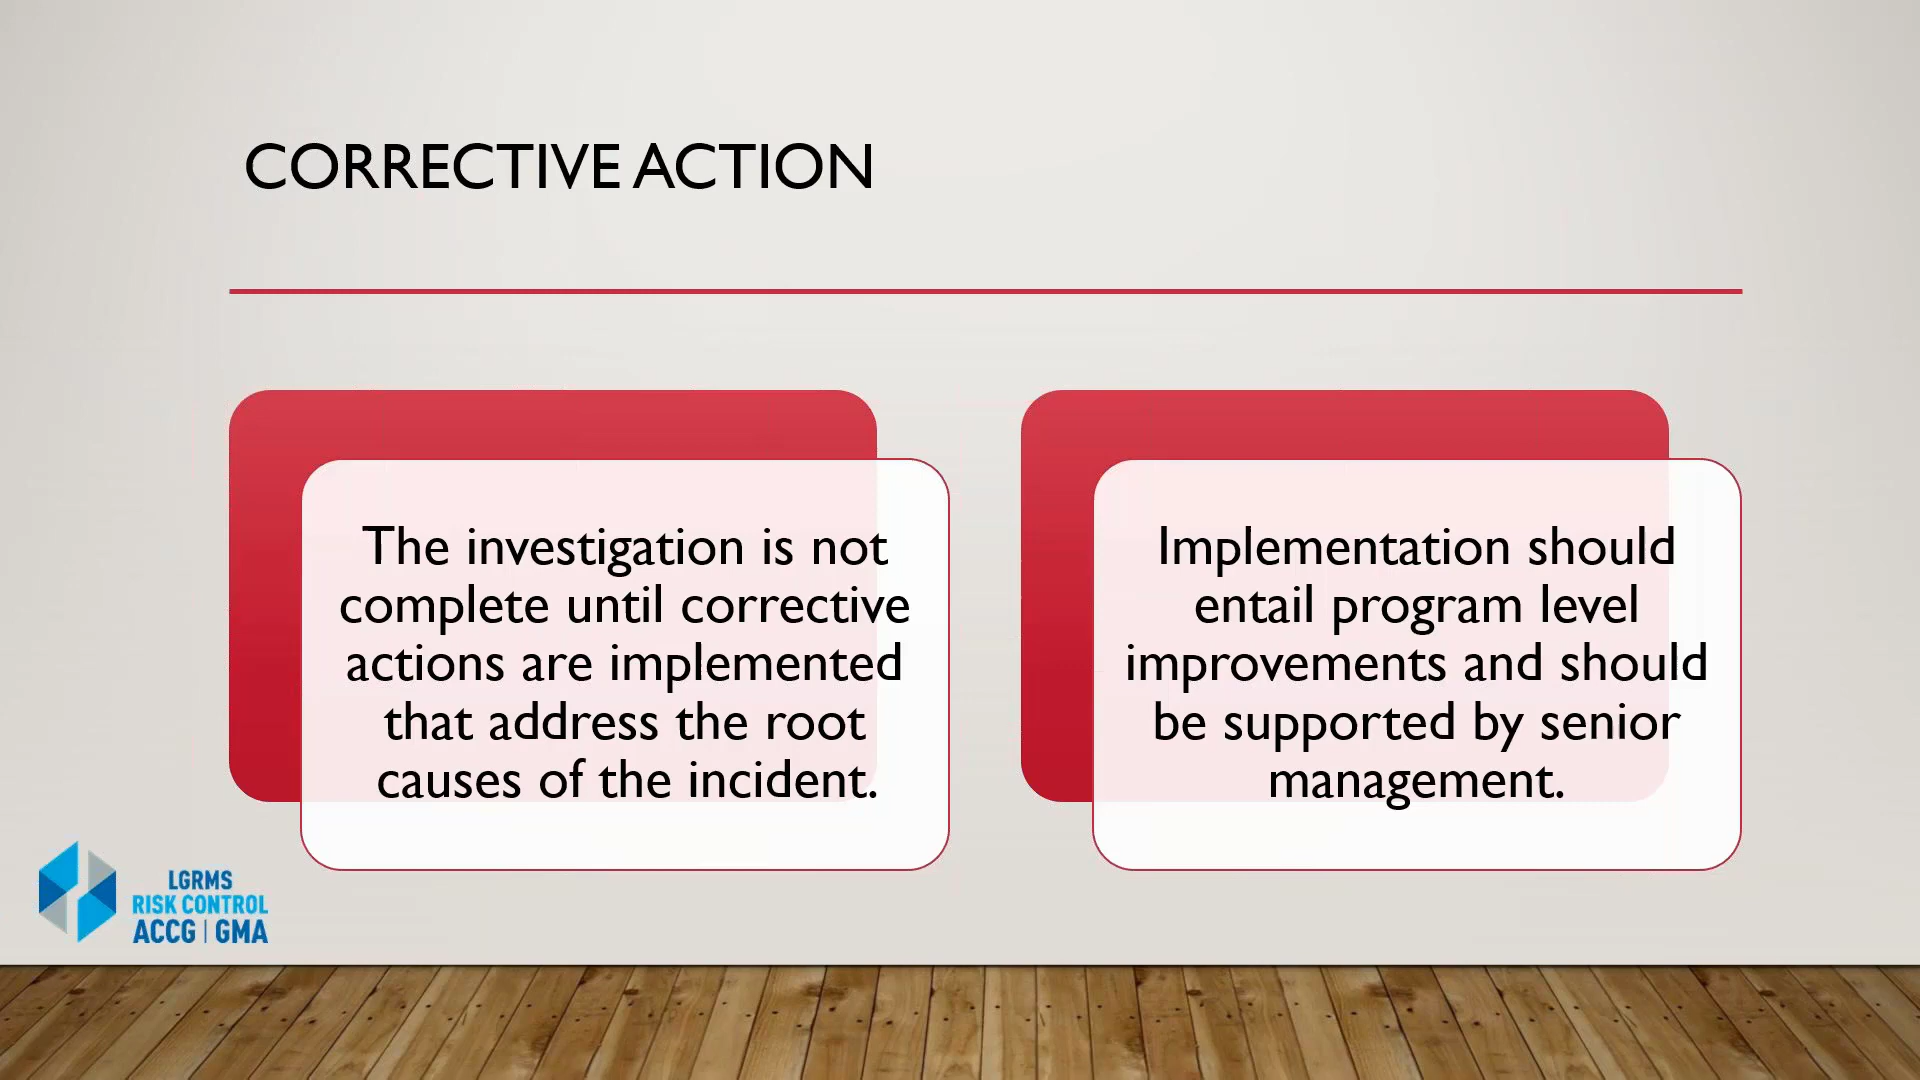 CORRECTIVE ACTION
The investigation is not
complete until corrective
actions are implemented
that address the root
causes of the incident.
Implementation should
entail program level
improvements and should
be supported by senior
management.
LGRMS
RISK CONTROL
ACCG | GMA